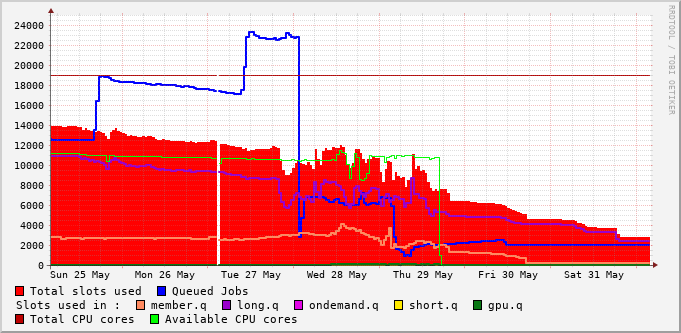 24000
22000
20000
18000
16000
14000
12000
10000
8000
6000
4000
2000
0
Sun 25 May Mon 26 May Tue 27 May Wed 28 May Thu 29 May Fri 30 May Sat 31 May
Total slots used Queued Jobs
Slots used in : member.q long.q ondemand.q short.q gpu.q
Total CPU cores Available CPU cores
RRDTOOL / TOBI OETIKER